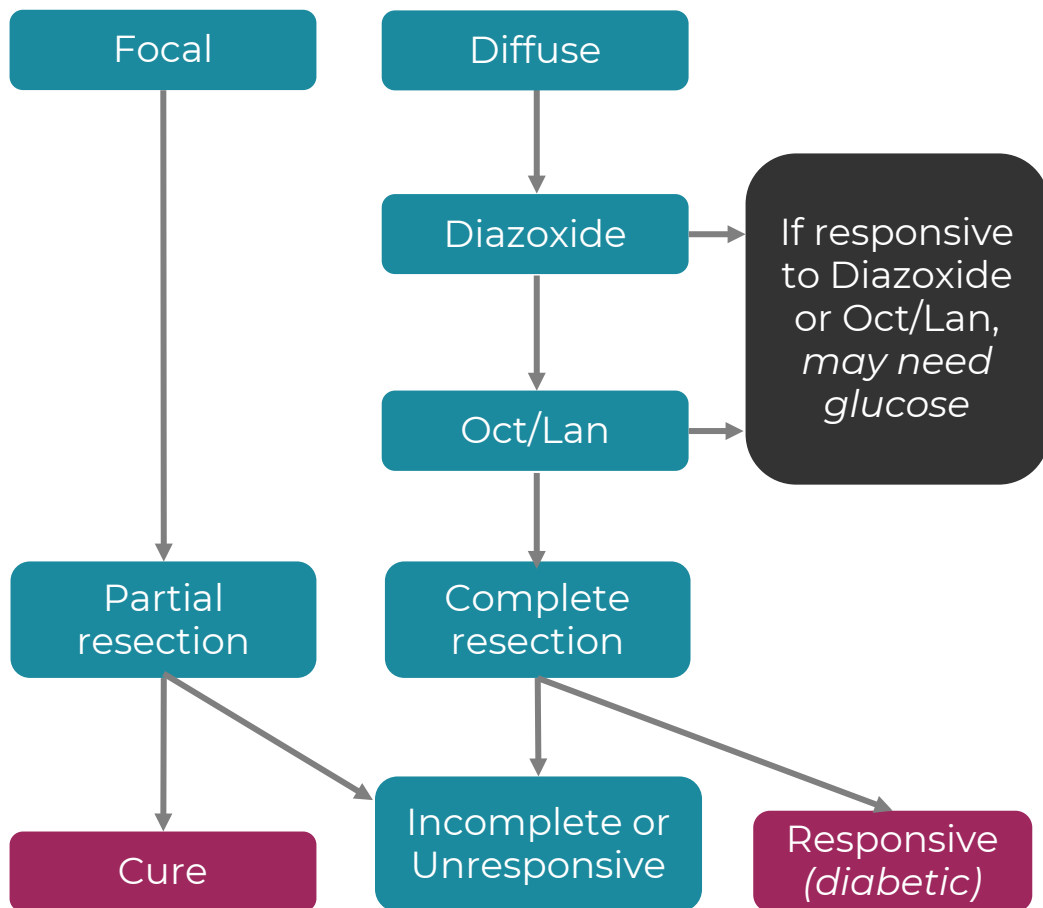 Focal
Diffuse
Diazoxide
If responsive
to Diazoxide
or Oct/Lan,
may need
glucose
Oct/Lan
Partial
resection
Complete
resection
Cure
Incomplete or
Unresponsive
Responsive
(diabetic)